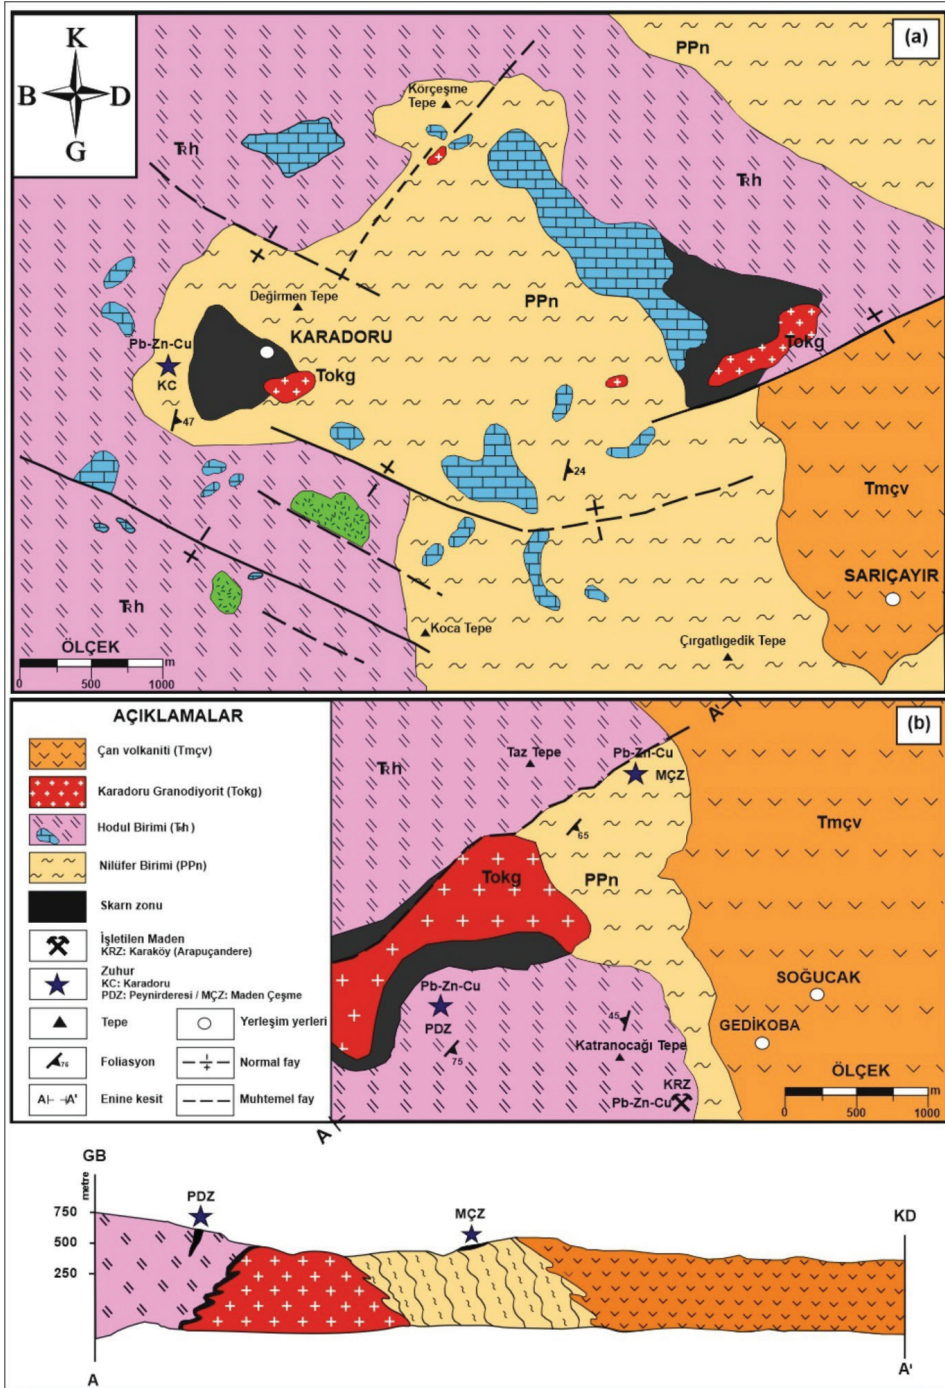 K
B D
G
(a)
PPn
Körçeşme
Tepe
Trh
Trh
Değirmen Tepe
PPn
KARADORU
Tokg
Pb-Zn-Cu
KC
Tokg
47
24
Tmçv
SARIÇAYIR
Trh
Koca Tepe
Çırgatlıgedik Tepe
ÖLÇEK
m
0 500 1000
AÇIKLAMALAR
Çan volkaniti (Tmçv)
Karadoru Granodiyorit (Tokg)
Hodul Birimi (Trh)
Nilüfer Birimi (PPn)
Skarn zonu
İşletilen Maden
KRZ: Karaköy (Arapuçandere)
Zuhur
KC: Karadoru
PDZ: Peynirderesi / MÇZ: Maden Çeşme
Tepe
Yerleşim yerleri
76
Foliasyon
Normal fay
A A'
Enine kesit
Muhtemel fay
(b)
A'
Trh
Taz Tepe
Pb-Zn-Cu
MÇZ
65
Tmçv
Tokg
PPn
Pb-Zn-Cu
PDZ
75
45
Katranocağı Tepe
SOĞUCAK
GEDİKOBA
KRZ
Pb-Zn-Cu
ÖLÇEK
m
0 500 1000
A
GB
metre
PDZ
MÇZ
KD
750
500
250
A
A'